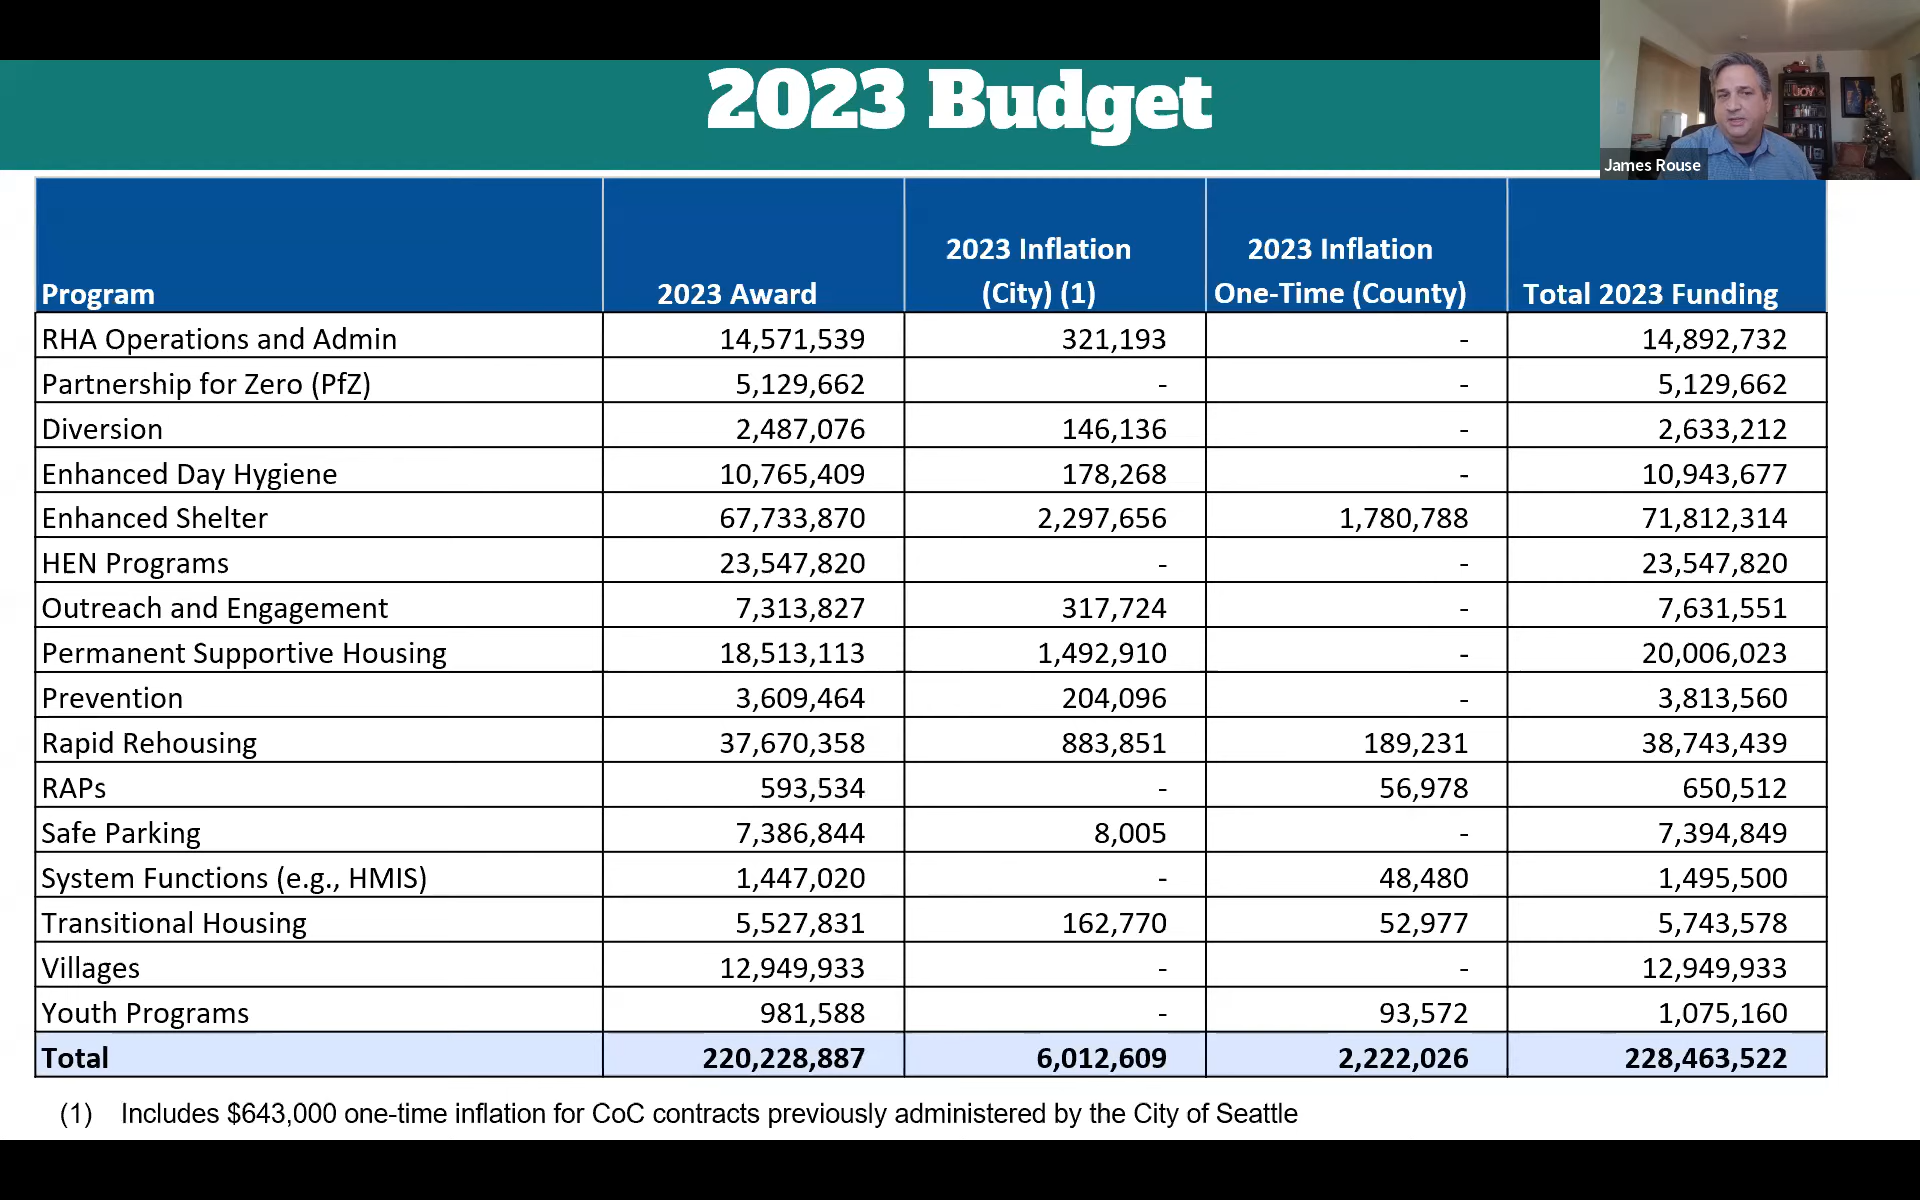 2023 Budget
James Rouse
JOY
Program 2023 Award 2023 Inflation (City) (1) 2023 Inflation One-Time (County) Total 2023 Funding
RHA Operations and Admin 14,571,539 321,193 - 14,892,732
Partnership for Zero (PfZ) 5,129,662 - - 5,129,662
Diversion 2,487,076 146,136 - 2,633,212
Enhanced Day Hygiene 10,765,409 178,268 - 10,943,677
Enhanced Shelter 67,733,870 2,297,656 1,780,788 71,812,314
HEN Programs 23,547,820 - - 23,547,820
Outreach and Engagement 7,313,827 317,724 - 7,631,551
Permanent Supportive Housing 18,513,113 1,492,910 - 20,006,023
Prevention 3,609,464 204,096 - 3,813,560
Rapid Rehousing 37,670,358 883,851 189,231 38,743,439
RAPs 593,534 - 56,978 650,512
Safe Parking 7,386,844 8,005 - 7,394,849
System Functions (e.g., HMIS) 1,447,020 - 48,480 1,495,500
Transitional Housing 5,527,831 162,770 52,977 5,743,578
Villages 12,949,933 - - 12,949,933
Youth Programs 981,588 - 93,572 1,075,160
Total 220,228,887 6,012,609 2,222,026 228,463,522
(1) Includes $643,000 one-time inflation for CoC contracts previously administered by the City of Seattle